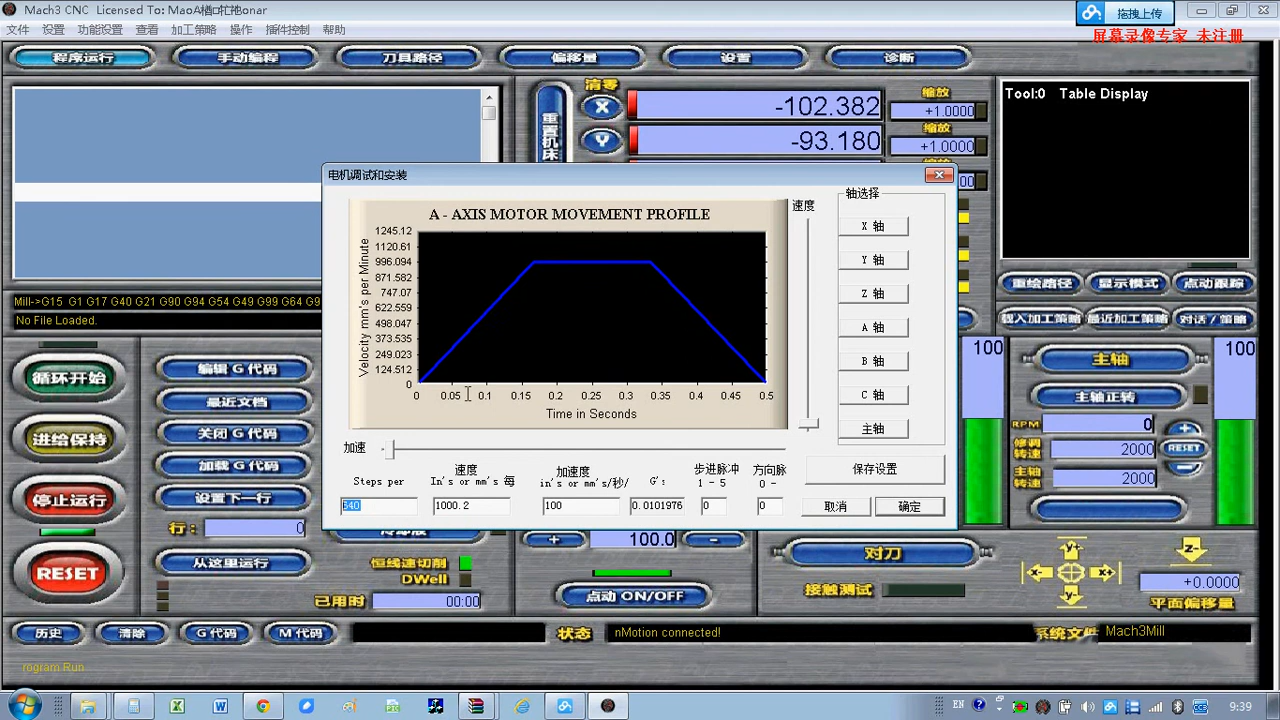 Mach3 CNC Licensed To: MaoA
拖拽上传
文件 设置 功能设置 查看 加工策略 操作 插件控制 帮助
屏幕录像专家 未注册
程序运行 手动编程 刀具路径 偏移量 设置 诊断
重置机床
清零
X
-102.382
缩放
+1.0000
Y
-93.180
缩放
+1.0000
缩放
Tool:0 Table Display
电机调试和安装
A - AXIS MOTOR MOVEMENT PROFILE
Velocity mm's per Minute
1245.12
1120.61
996.094
871.582
747.07
622.559
498.047
373.535
249.023
124.512
0
0 0.05 0.1 0.15 0.2 0.25 0.3 0.35 0.4 0.45 0.5
Time in Seconds
速度
轴选择
X 轴
Y 轴
Z 轴
A 轴
B 轴
C 轴
主轴
加速
Steps per
速度
In's or mm's 每
加速度
in's or mm's/秒/
G's
步进脉冲
1 - 5
方向脉
0 -
保存设置
640 1000.2 100 0.0101976 0 0
取消 确定
Mill->G15 G1 G17 G40 G21 G90 G94 G54 G49 G99 G64 G9
No File Loaded.
重绘路径 显示模式 点动跟踪
载入加工策略 最近加工策略 对话/策略
循环开始
进给保持
停止运行
RESET
编辑 G 代码
最近文档
关闭 G 代码
加载 G 代码
设置下一行
行: 0
从这里运行
冷却液
恒线速切削
DWell
已用时 00:00
+ 100.0 -
点动 ON/OFF
100
100
主轴
主轴正转
RPM 0
修调转速 2000
RESET
主轴转速 2000
对刀
接触测试
Y+ X- X+ Y- Z-
+0.0000
平面偏移量
历史 清除 G 代码 M 代码
状态
nMotion connected!
系统文件
Mach3Mill
rogram Run
EN
9:39